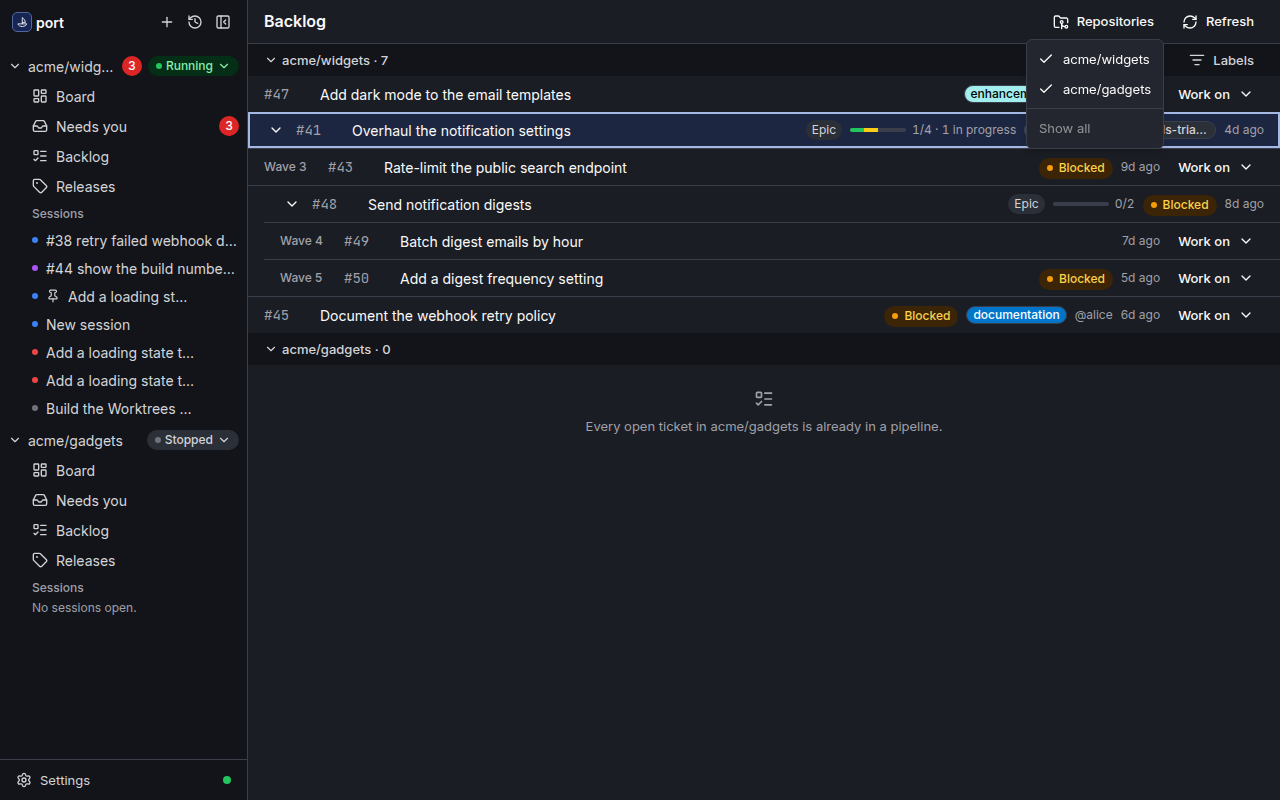 port
acme/widg... 3 Running
Board
Needs you 3
Backlog
Releases
Sessions
#38 retry failed webhook d...
#44 show the build numbe...
Add a loading st...
New session
Add a loading state t...
Add a loading state t...
Build the Worktrees ...
acme/gadgets Stopped
Board
Needs you
Backlog
Releases
Sessions
No sessions open.
Settings
Backlog Repositories Refresh
acme/widgets · 7 Labels
acme/widgets
acme/gadgets
Show all
#47 Add dark mode to the email templates Work on
#41 Overhaul the notification settings Epic 1/4 · 1 in progress 4d ago
Wave 3 #43 Rate-limit the public search endpoint Blocked 9d ago Work on
#48 Send notification digests Epic 0/2 Blocked 8d ago
Wave 4 #49 Batch digest emails by hour 7d ago Work on
Wave 5 #50 Add a digest frequency setting Blocked 5d ago Work on
#45 Document the webhook retry policy Blocked documentation @alice 6d ago Work on
acme/gadgets · 0
Every open ticket in acme/gadgets is already in a pipeline.